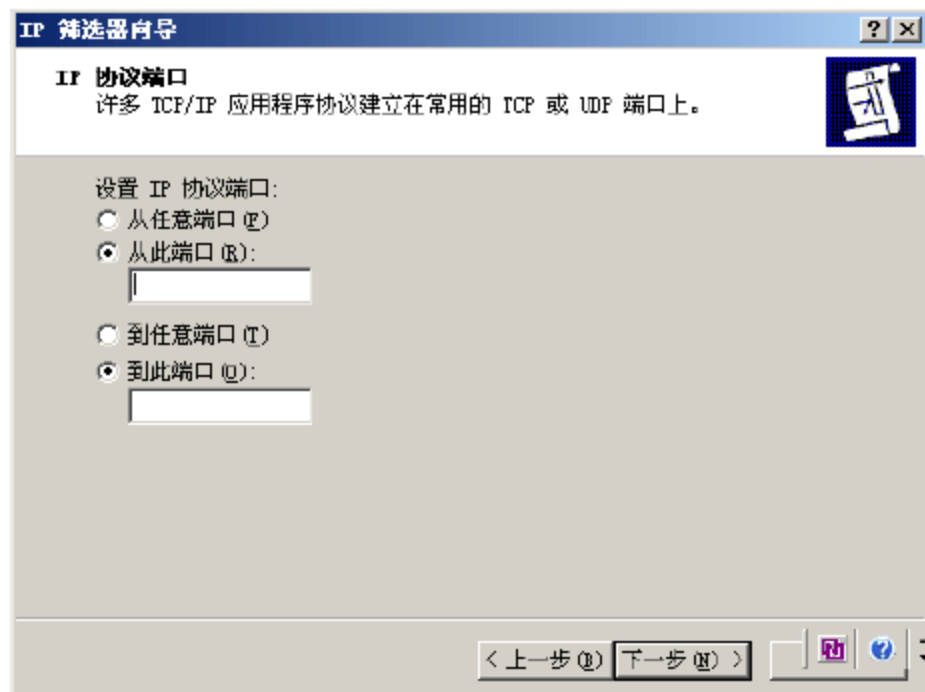 IP 筛选器向导
IP 协议端口
许多 TCP/IP 应用程序协议建立在常用的 TCP 或 UDP 端口上。
设置 IP 协议端口:
从任意端口(F)
从此端口(R):
到任意端口(T)
到此端口(O):
< 上一步(B) 下一步(N) >